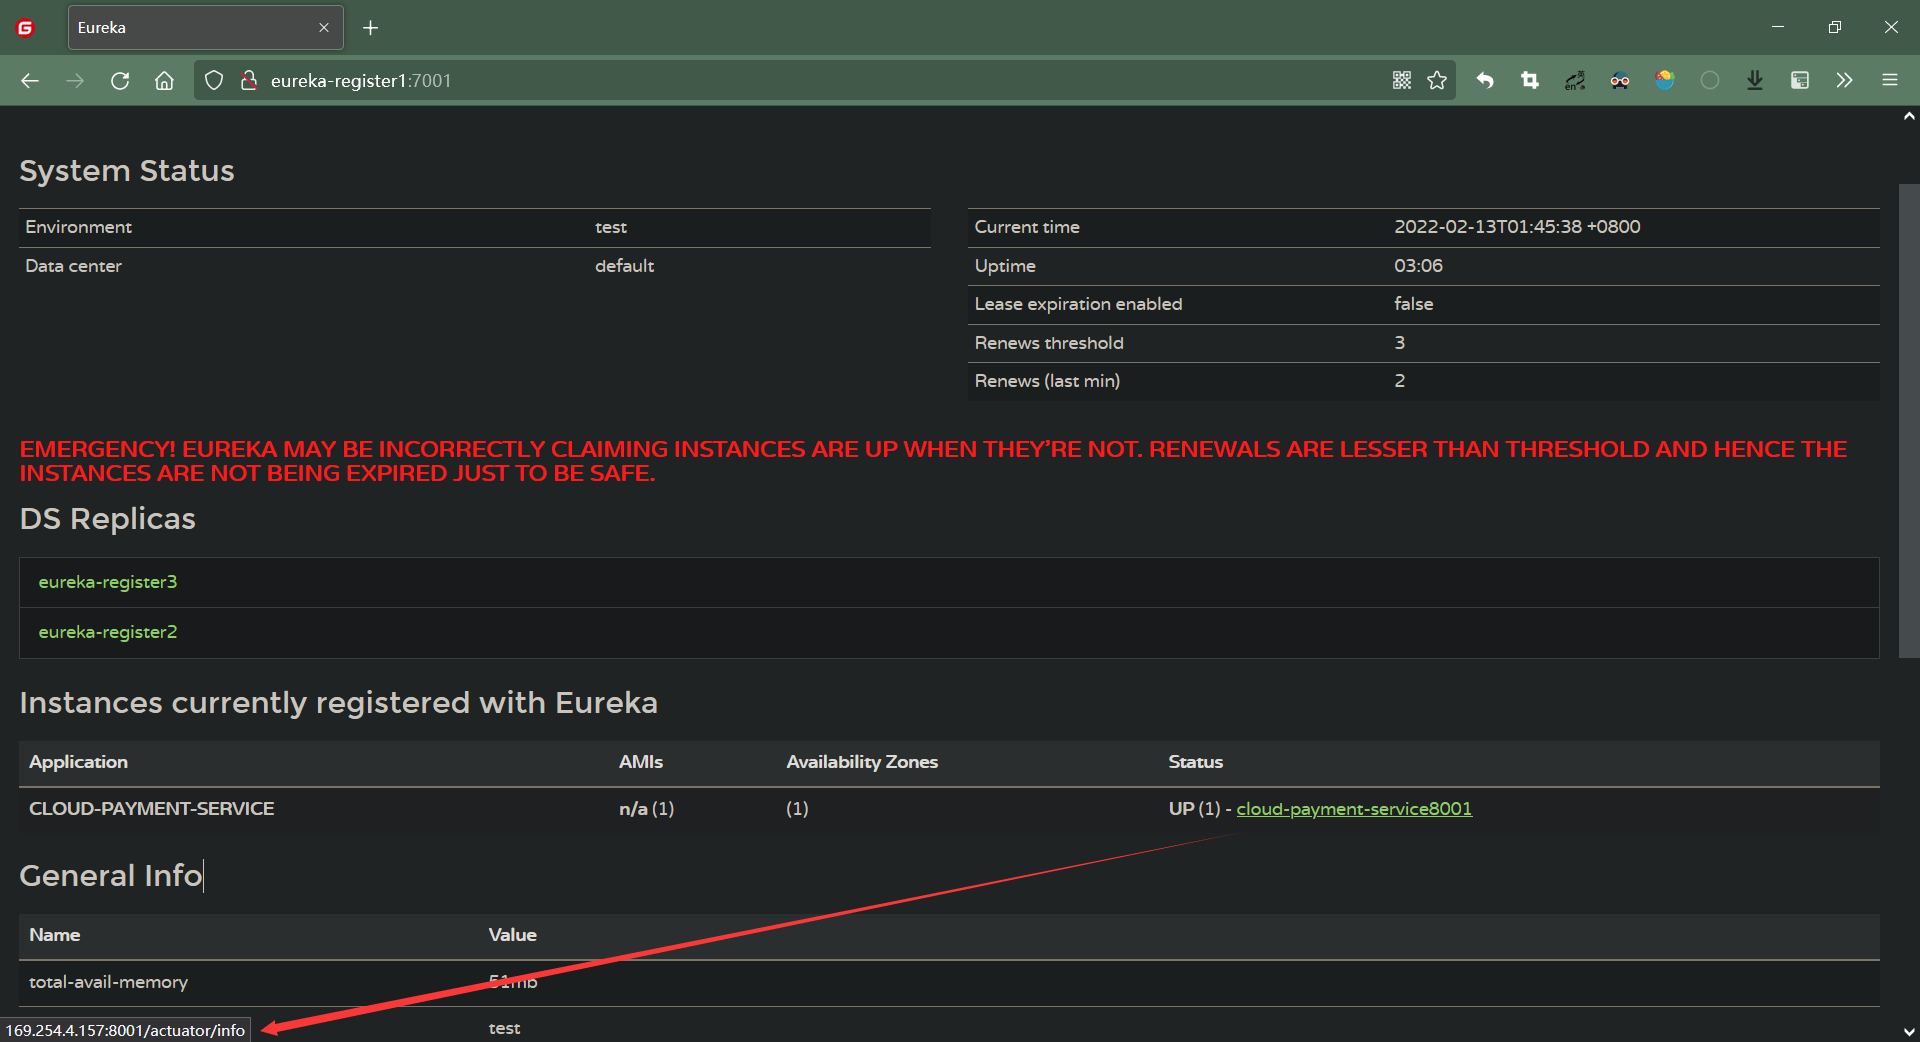 Eureka
eureka-register1:7001
System Status
Environment test
Data center default
Current time 2022-02-13T01:45:38 +0800
Uptime 03:06
Lease expiration enabled false
Renews threshold 3
Renews (last min) 2
EMERGENCY! EUREKA MAY BE INCORRECTLY CLAIMING INSTANCES ARE UP WHEN THEY'RE NOT. RENEWALS ARE LESSER THAN THRESHOLD AND HENCE THE
INSTANCES ARE NOT BEING EXPIRED JUST TO BE SAFE.
DS Replicas
eureka-register3
eureka-register2
Instances currently registered with Eureka
Application AMIs Availability Zones Status
CLOUD-PAYMENT-SERVICE n/a (1) (1) UP (1) - cloud-payment-service8001
General Info
Name Value
total-avail-memory 51mb
test
169.254.4.157:8001/actuator/info